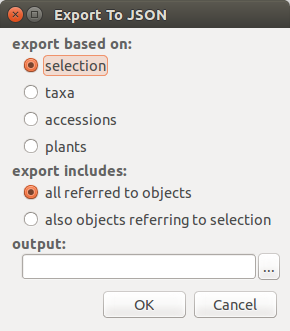 Export To JSON
export based on:
selection
taxa
accessions
plants
export includes:
all referred to objects
also objects referring to selection
output:
...
OK Cancel